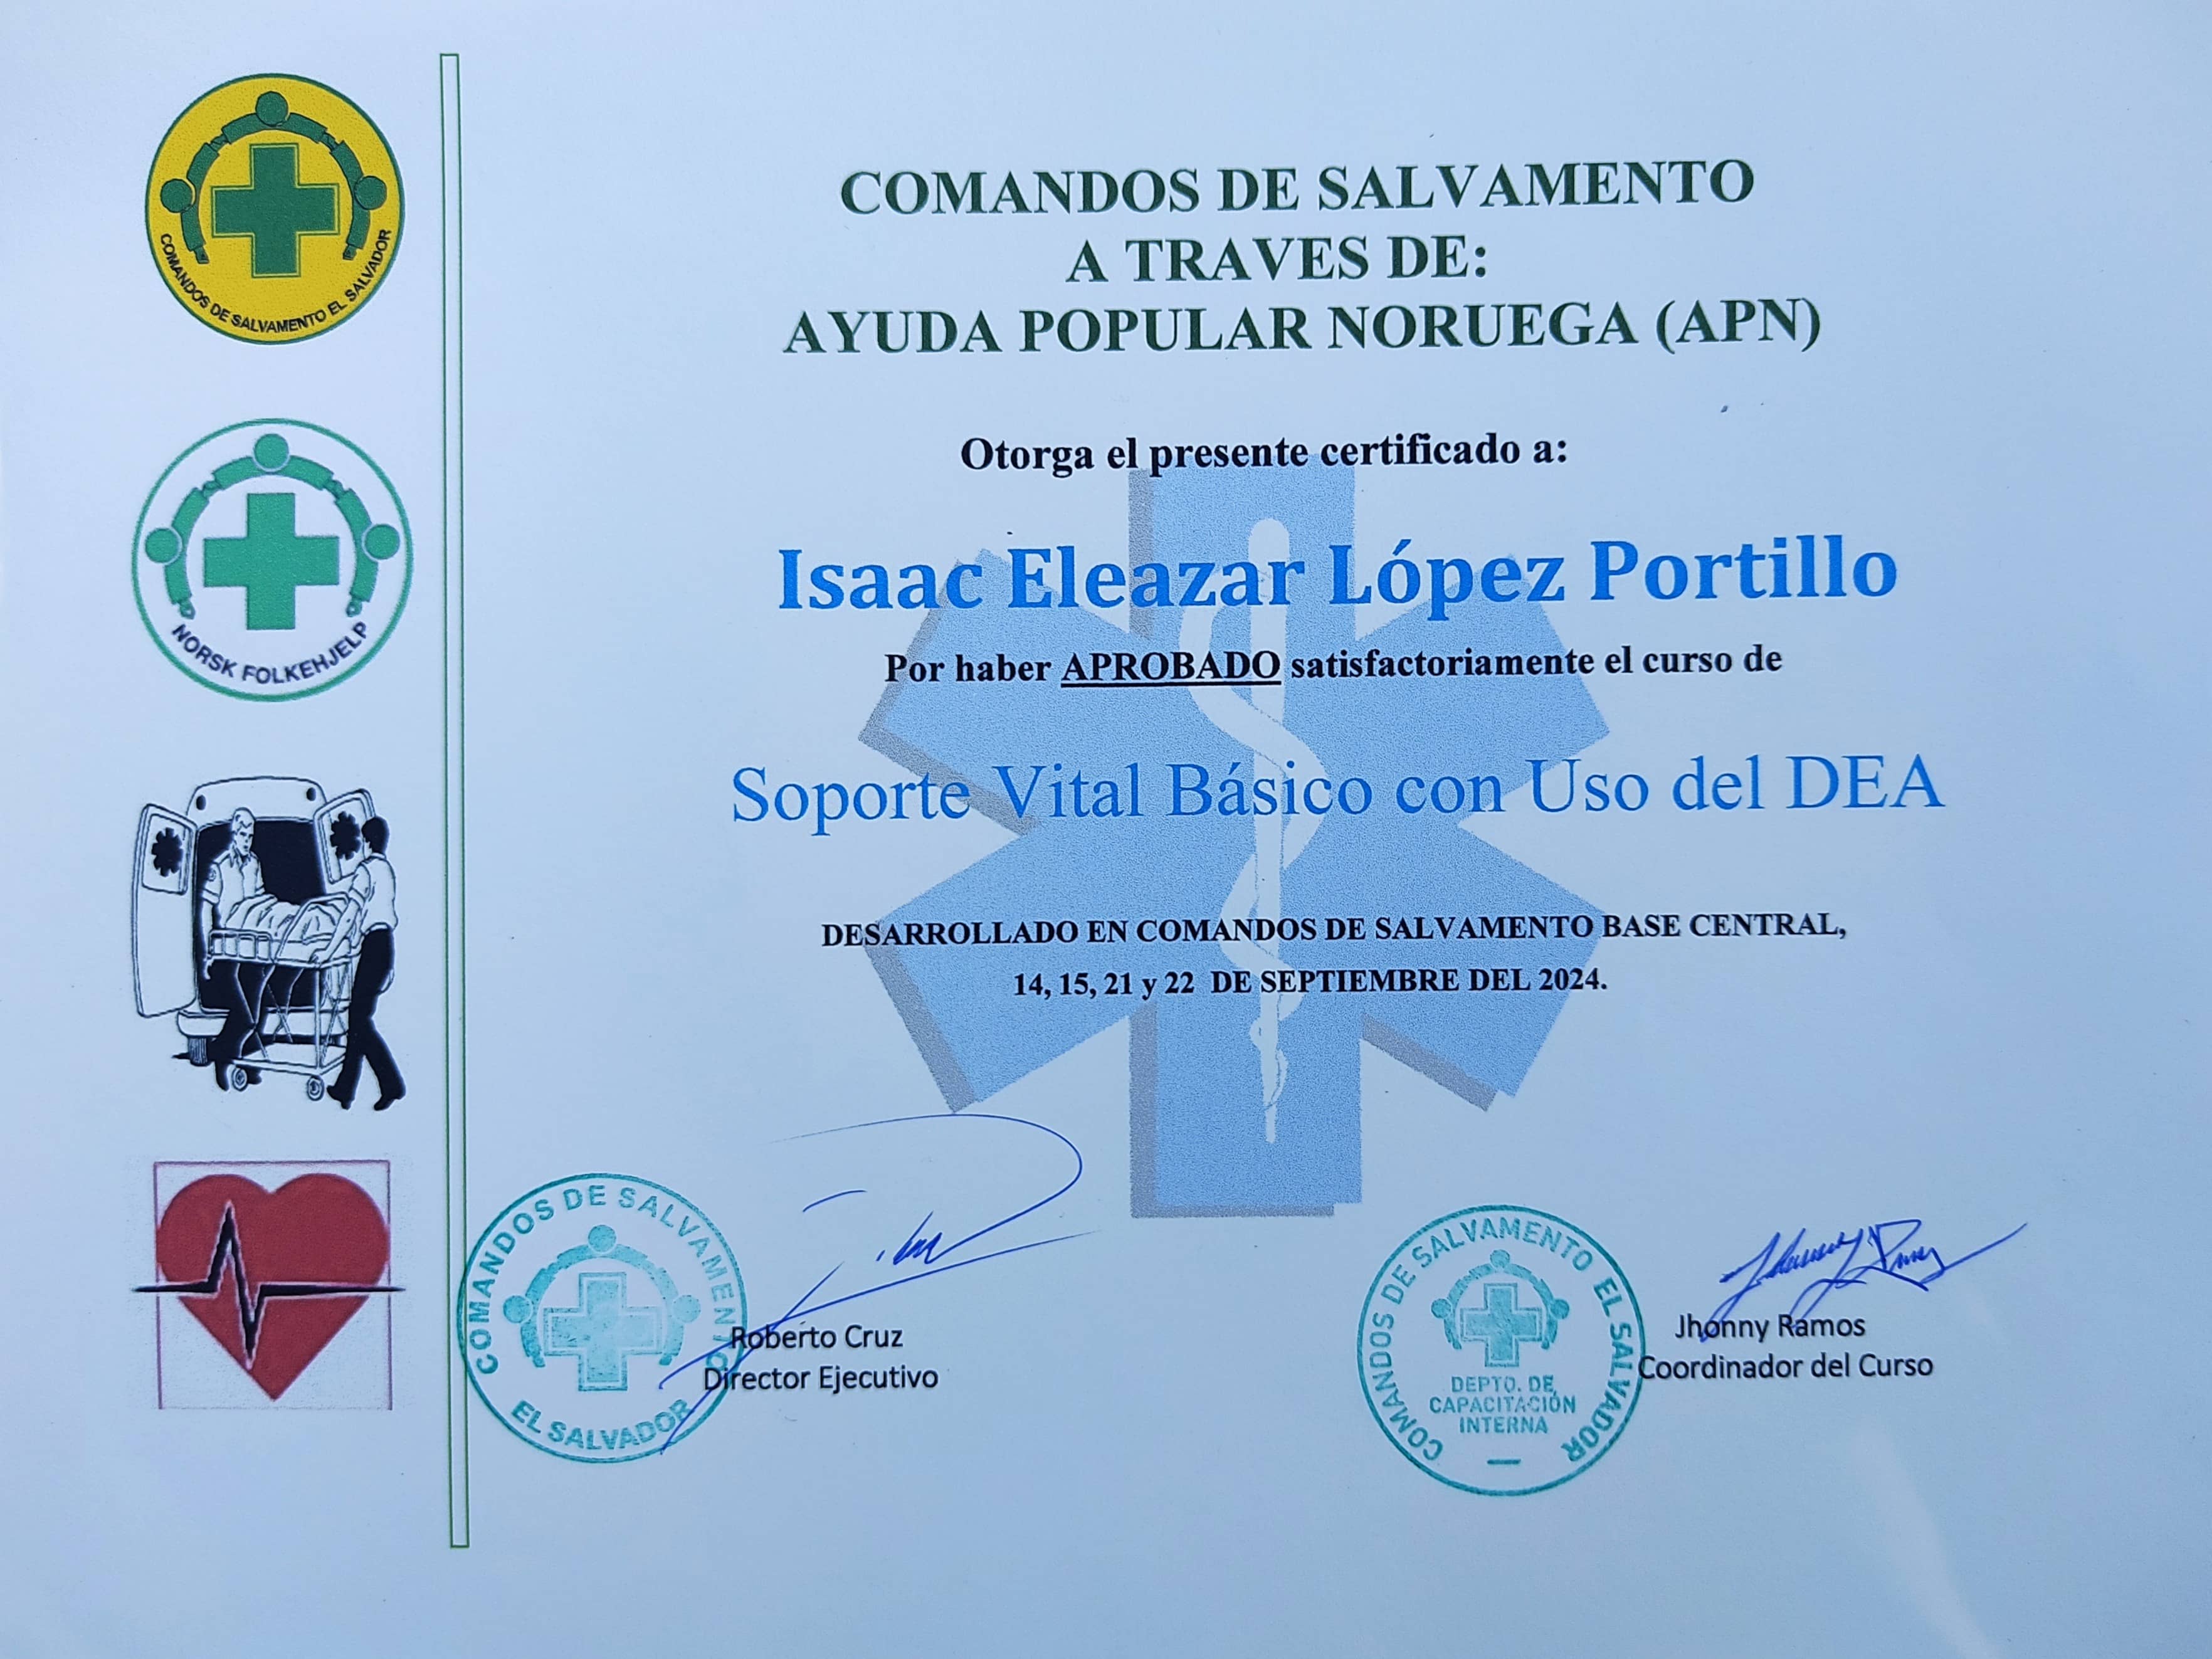 COMANDOS DE SALVAMENTO EL SALVADOR
NORSK FOLKEHJELP
COMANDOS DE SALVAMENTO
A TRAVES DE:
AYUDA POPULAR NORUEGA (APN)
Otorga el presente certificado a:
Isaac Eleazar López Portillo
Por haber APROBADO satisfactoriamente el curso de
Soporte Vital Básico con Uso del DEA
DESARROLLADO EN COMANDOS DE SALVAMENTO BASE CENTRAL,
14, 15, 21 y 22 DE SEPTIEMBRE DEL 2024.
COMANDOS DE SALVAMENTO
EL SALVADOR
Roberto Cruz
Director Ejecutivo
COMANDOS DE SALVAMENTO EL SALVADOR
DEPTO. DE
CAPACITACIÓN
INTERNA
Jhonny Ramos
Coordinador del Curso